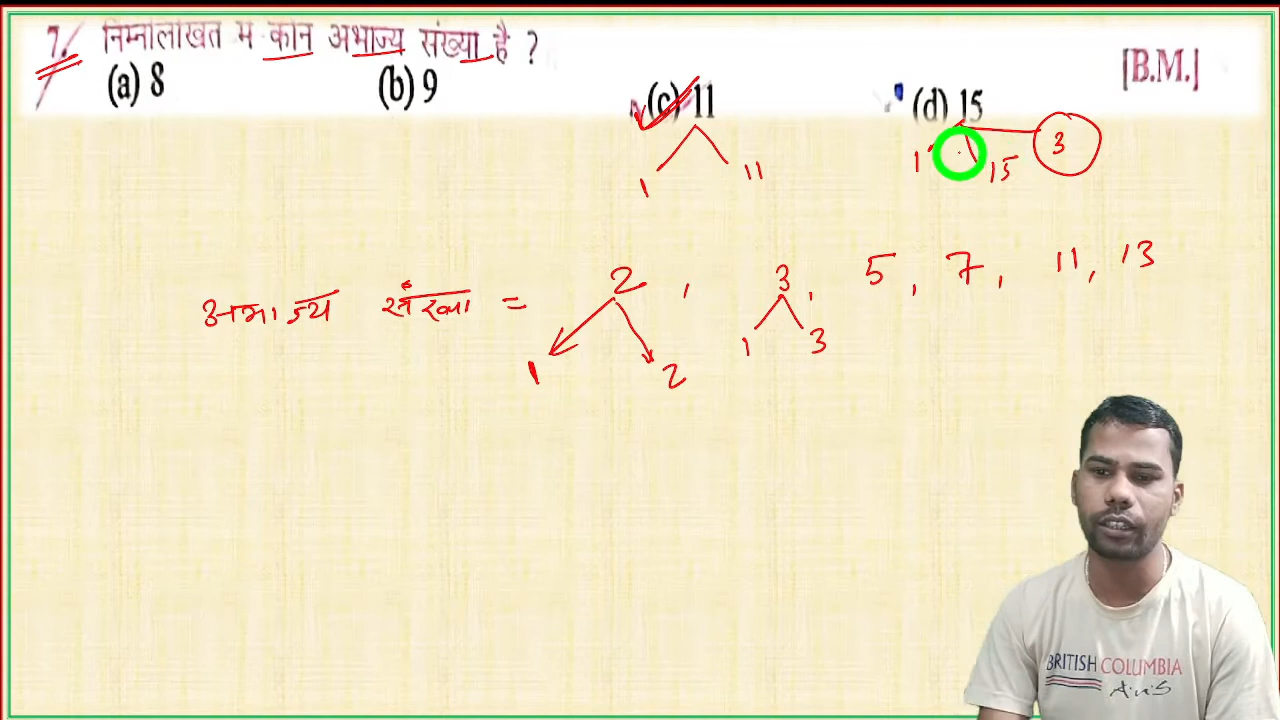 7. निम्नलिखित में कौन अभाज्य संख्या है ?
[B.M.]
(a) 8 (b) 9 (c) 11 (d) 15
1 11 1 15 3
अभाज्य संख्या = 2, 3, 5, 7, 11, 13
1 2 1 3
BRITISH COLUMBIA